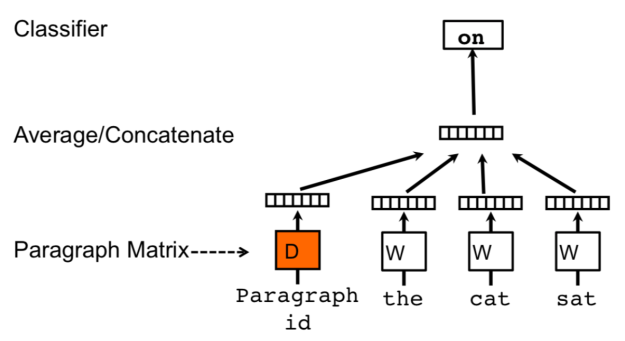 Classifier
on
Average/Concatenate
Paragraph Matrix
D
W
W
W
Paragraph
id
the
cat
sat